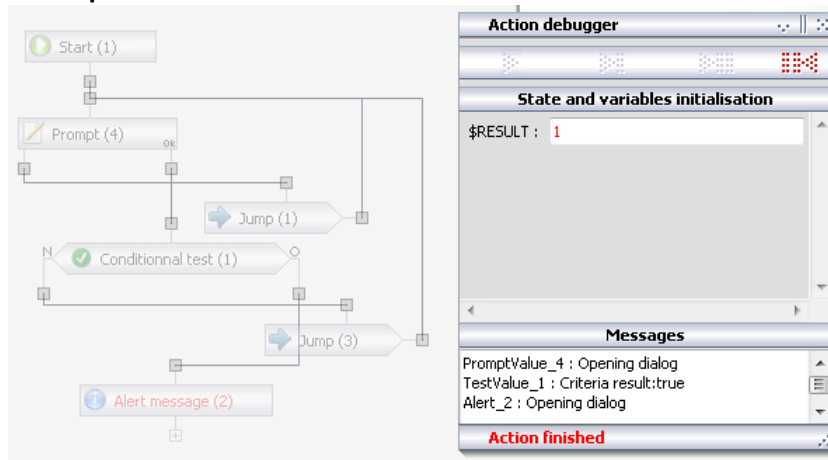 Start (1)
Prompt (4)
Ok
Jump (1)
N
Conditionnal test (1)
O
Jump (3)
Alert message (2)
Action debugger
State and variables initialisation
$RESULT : 1
Messages
PromptValue_4 : Opening dialog
TestValue_1 : Criteria result:true
Alert_2 : Opening dialog
Action finished